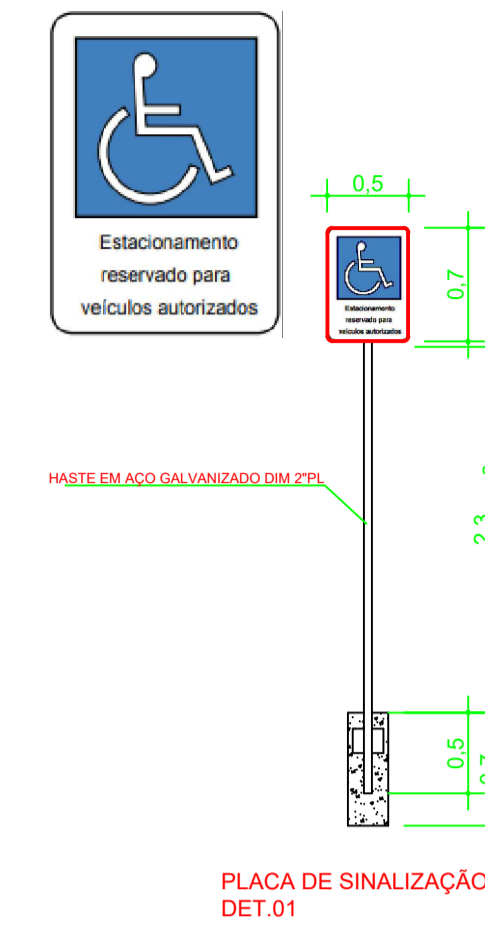 Estacionamento
reservado para
veículos autorizados
0,5
0,7
Estacionamento
reservado para
veículos autorizados
HASTE EM AÇO GALVANIZADO DIM 2"PL
0,5
PLACA DE SINALIZAÇÃO
DET.01